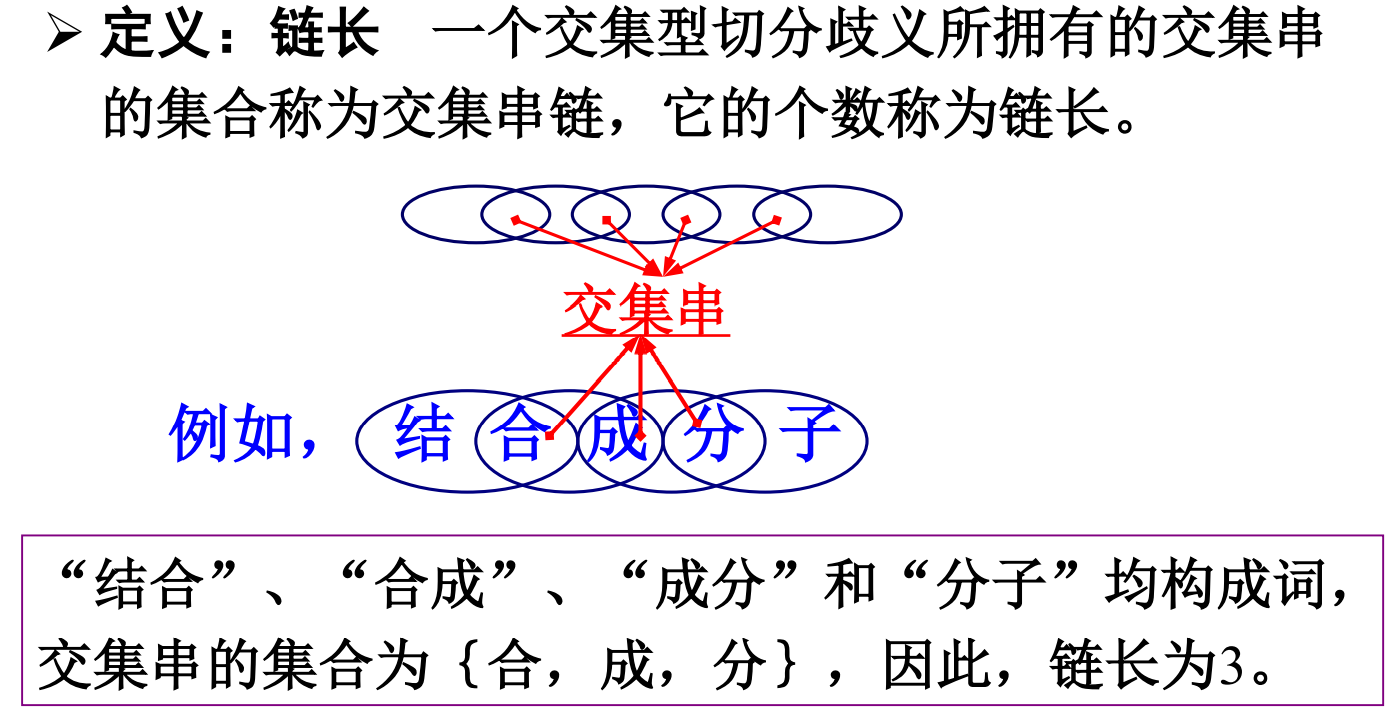 ➢ 定义：链长 一个交集型切分歧义所拥有的交集串
的集合称为交集串链，它的个数称为链长。
交集串
例如， 结 合 成 分 子
“结合”、“合成”、“成分”和“分子”均构成词，
交集串的集合为｛合，成，分｝，因此，链长为3。